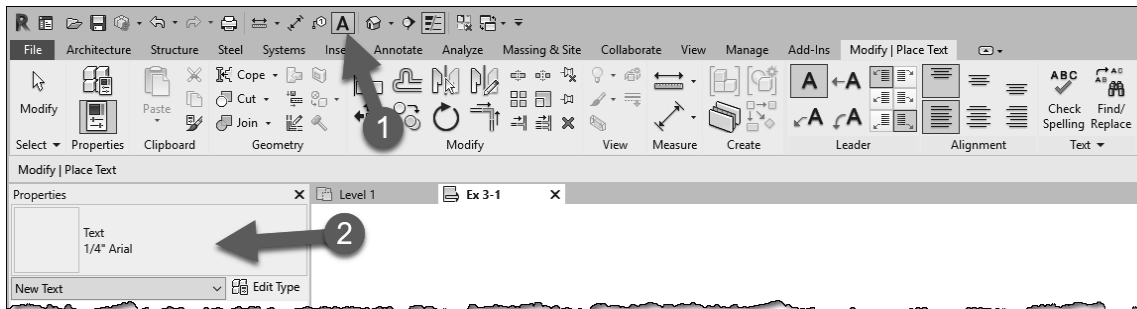 R A
File Architecture Structure Steel Systems Inse Annotate Analyze Massing & Site Collaborate View Manage Add-Ins Modify | Place Text
Modify Paste Cope Cut Join A A A A ABC Check Spelling AC AB Find/ Replace
1
Select Properties Clipboard Geometry Modify View Measure Create Leader Alignment Text
Modify | Place Text
Properties X Level 1 Ex 3-1 X
Text
1/4" Arial
2
New Text Edit Type